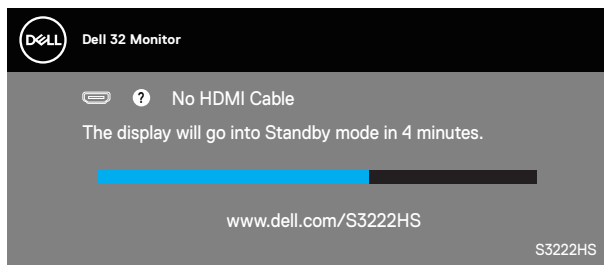 DELL
Dell 32 Monitor
? No HDMI Cable
The display will go into Standby mode in 4 minutes.
www.dell.com/S3222HS
S3222HS